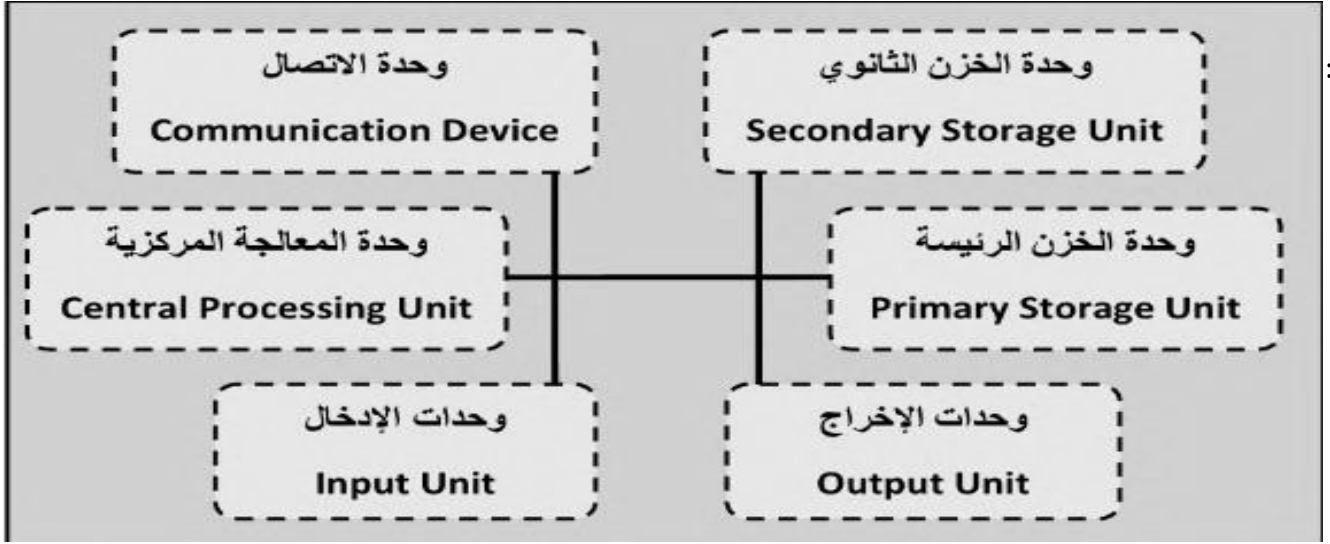 وحدة الاتصال
Communication Device
وحدة الخزن الثانوي
Secondary Storage Unit
:
وحدة المعالجة المركزية
Central Processing Unit
وحدة الخزن الرئيسة
Primary Storage Unit
وحدات الإدخال
Input Unit
وحدات الإخراج
Output Unit